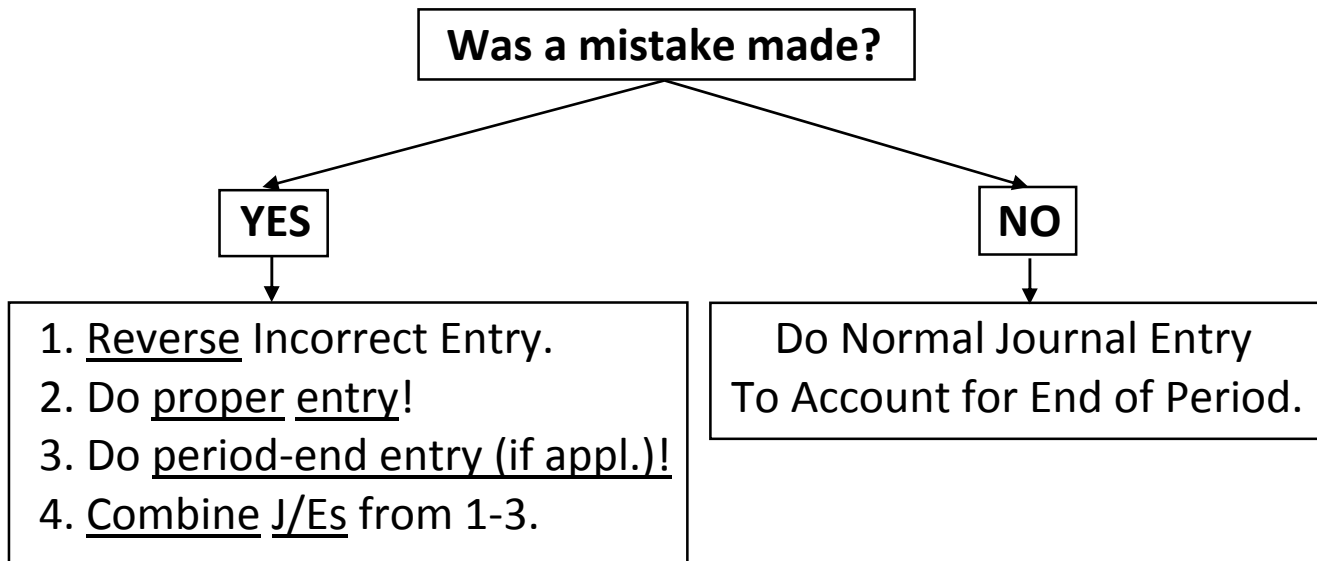 Was a mistake made?
YES
NO
1. Reverse Incorrect Entry.
2. Do proper entry!
3. Do period-end entry (if appl.)!
4. Combine J/Es from 1-3.
Do Normal Journal Entry
To Account for End of Period.